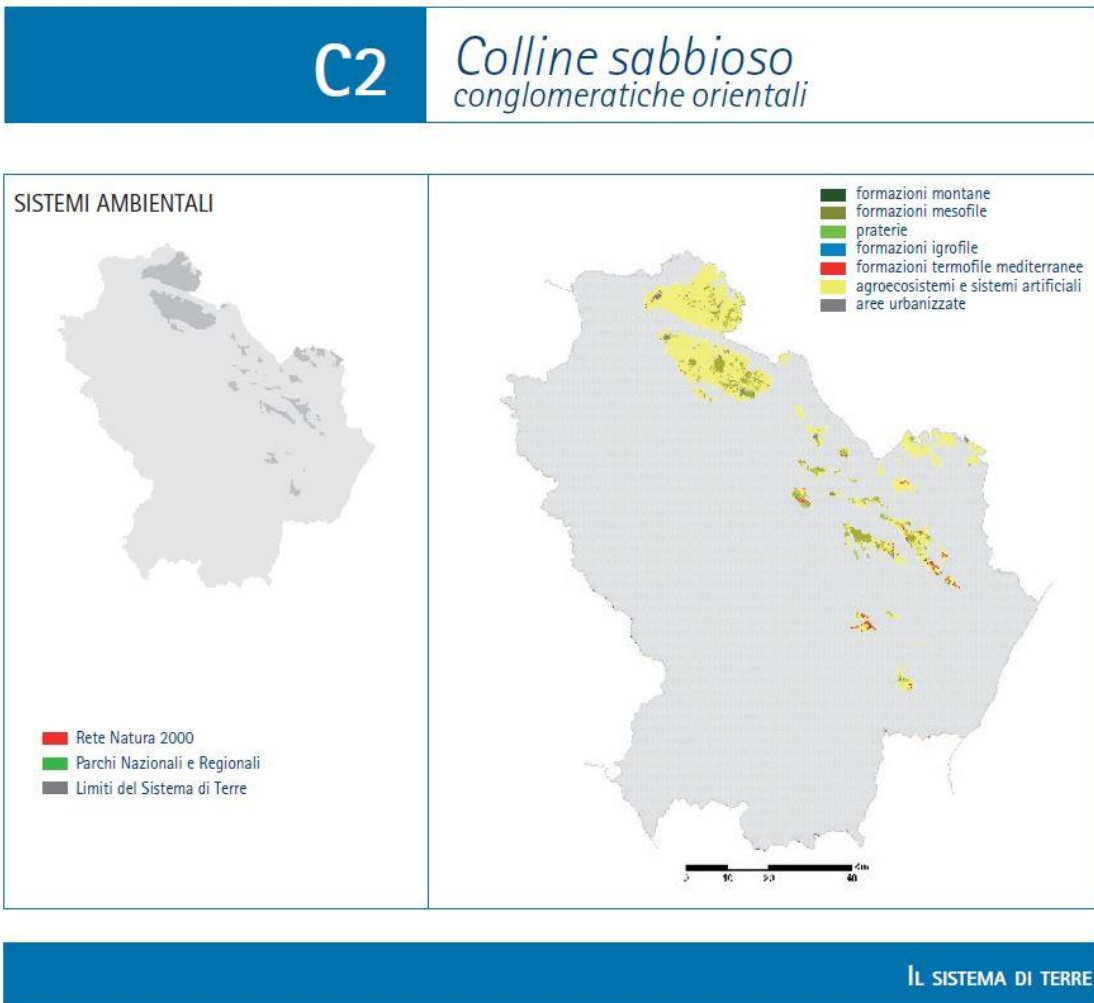 C2
Colline sabbioso
conglomeratiche orientali
SISTEMI AMBIENTALI
Rete Natura 2000
Parchi Nazionali e Regionali
Limiti del Sistema di Terre
formazioni montane
formazioni mesofile
praterie
formazioni igrofile
formazioni termofile mediterranee
agroecosistemi e sistemi artificiali
aree urbanizzate
Km
10 20
IL SISTEMA DI TERRE